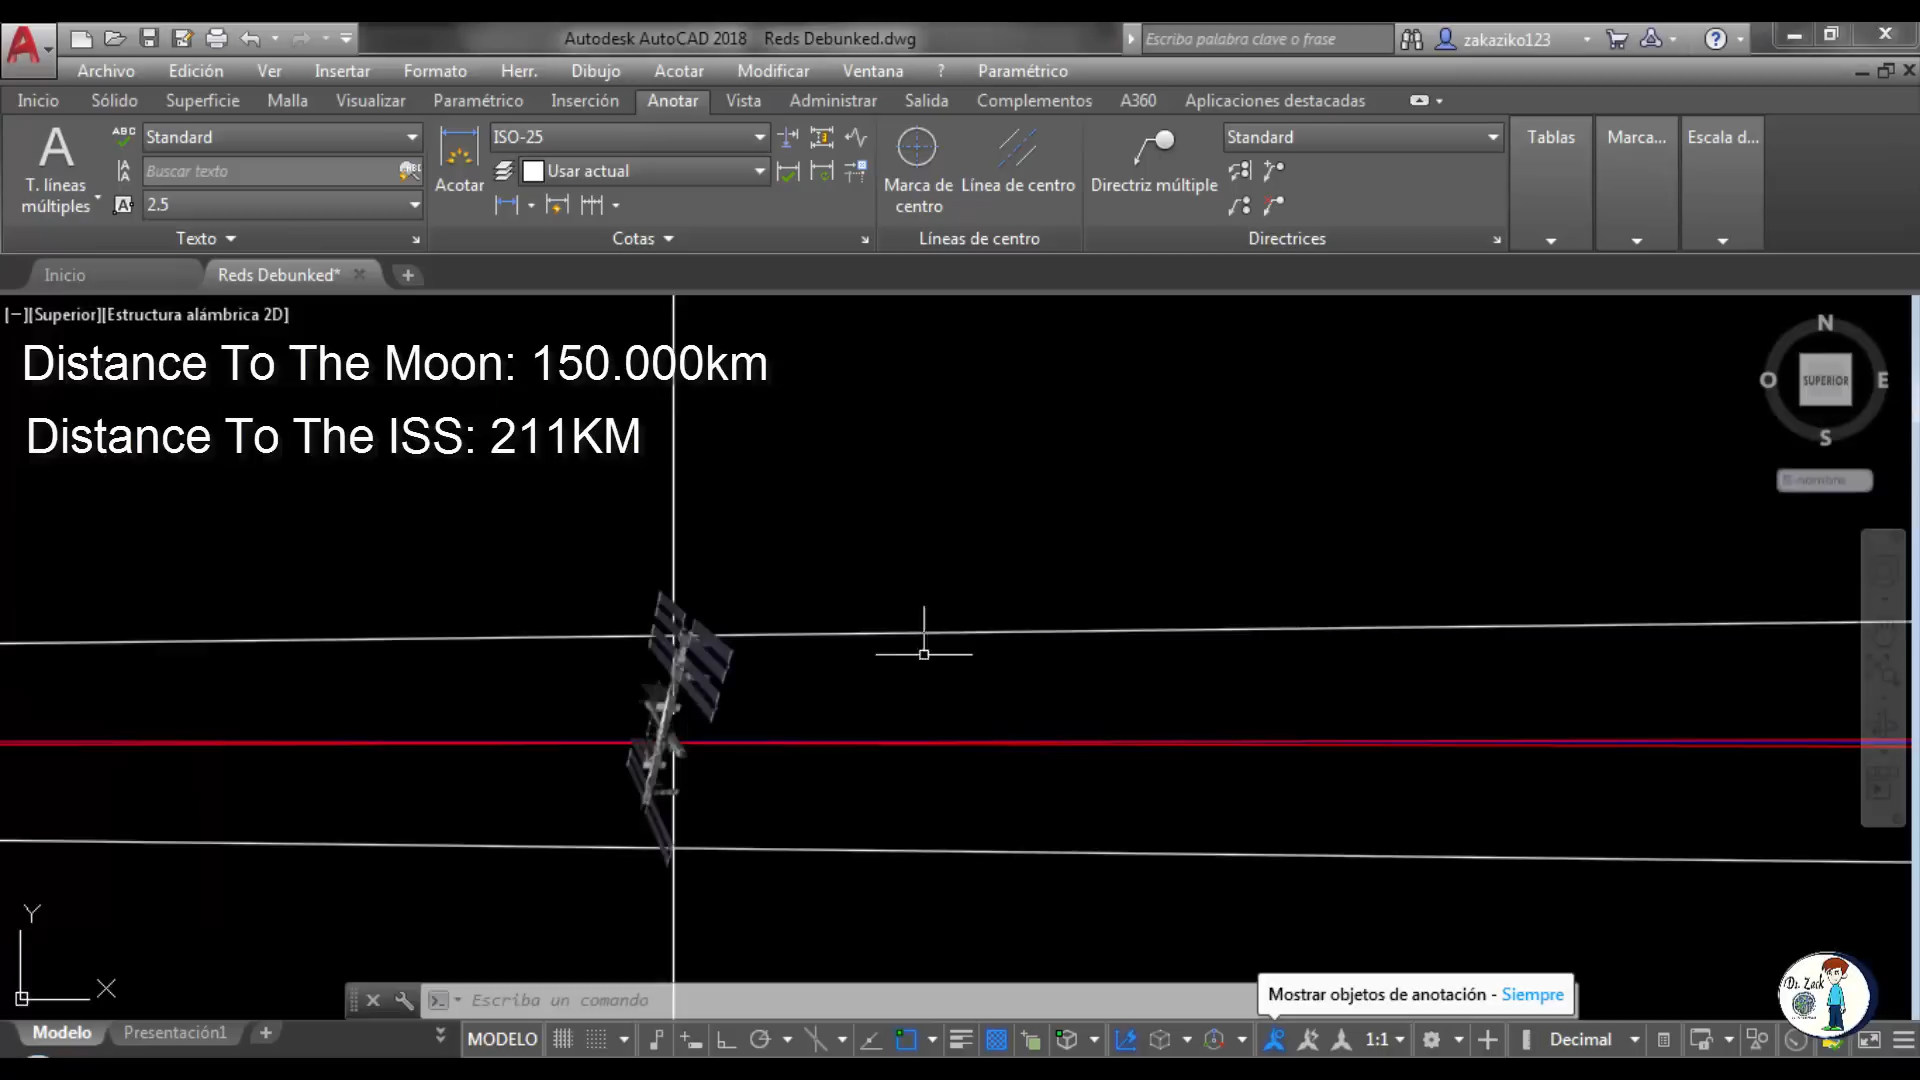 Autodesk AutoCAD 2018 Reds Debunked.dwg
Escriba palabra clave o frase
zakaziko123
Archivo Edición Ver Insertar Formato Herr. Dibujo Acotar Modificar Ventana ? Paramétrico
Inicio Sólido Superficie Malla Visualizar Paramétrico Inserción Anotar Vista Administrar Salida Complementos A360 Aplicaciones destacadas
A
T. líneas
múltiples
ABC
Standard
Buscar texto
2.5
Texto
Acotar
ISO-25
Usar actual
Cotas
Marca de
centro
Línea de centro
Líneas de centro
Directriz múltiple
Standard
Directrices
Tablas
Marca...
Escala d...
Inicio
Reds Debunked*
[−][Superior][Estructura alámbrica 2D]
Distance To The Moon: 150.000km
Distance To The ISS: 211KM
N
O SUPERIOR E
S
Y
X
Escriba un comando
Mostrar objetos de anotación - Siempre
Dr. Zack
Modelo Presentación1
MODELO
1:1
Decimal